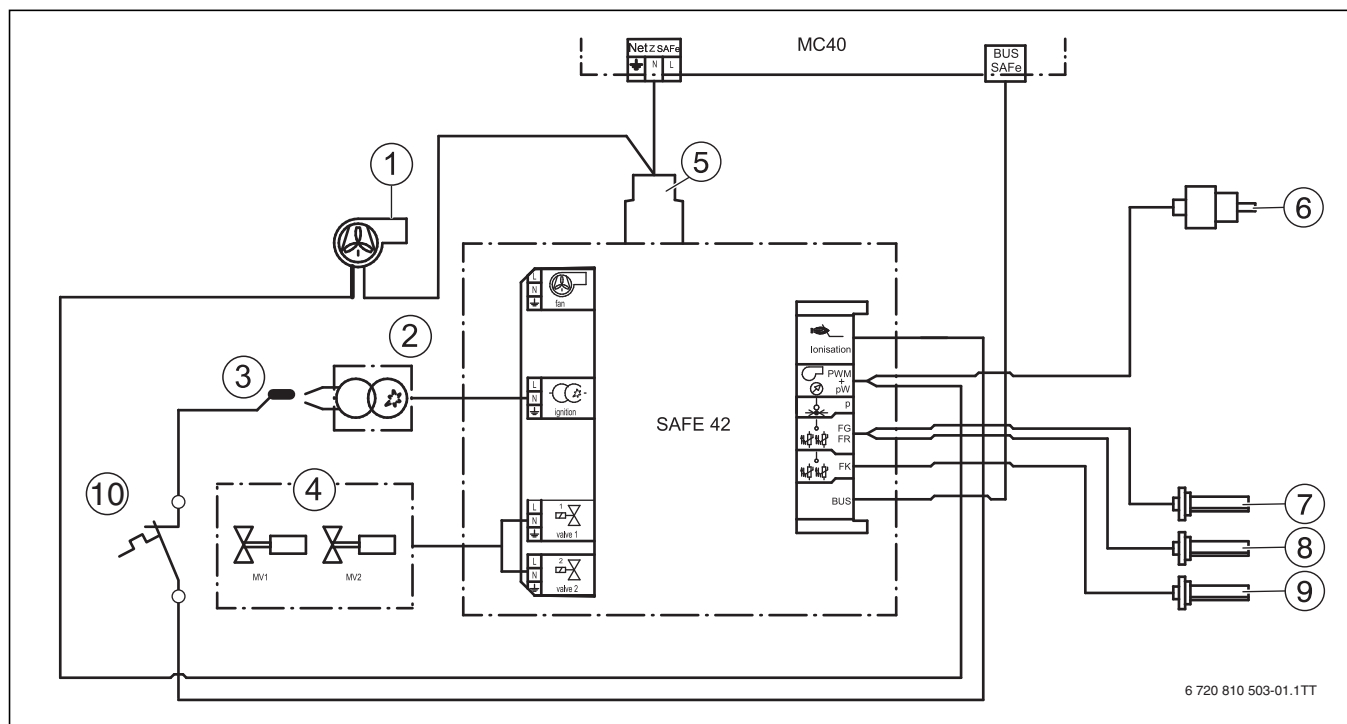 Netz SAFe
N L
MC40
BUS
SAFe
1
5
6
2
3
L
N
fan
Ionisation
PWM
+
pW
p
L
N
ignition
SAFE 42
FG
FR
FK
BUS
10
4
MV1
MV2
L
N
1
valve 1
L
N
2
valve 2
7
8
9
6 720 810 503-01.1TT